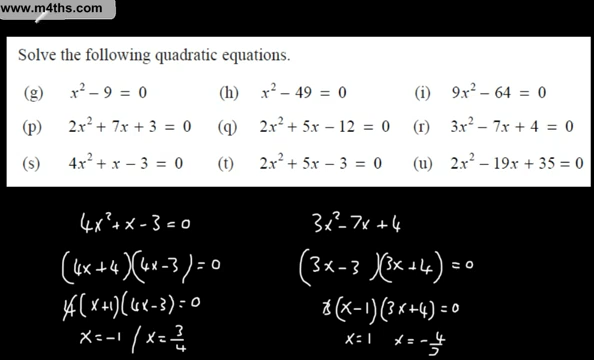 www.m4ths.com
Solve the following quadratic equations.
(g) x² − 9 = 0 (h) x² − 49 = 0 (i) 9x² − 64 = 0
(p) 2x² + 7x + 3 = 0 (q) 2x² + 5x − 12 = 0 (r) 3x² − 7x + 4 = 0
(s) 4x² + x − 3 = 0 (t) 2x² + 5x − 3 = 0 (u) 2x² − 19x + 35 = 0
4x² + x − 3 = 0
(4x + 4)(4x − 3) = 0
4(x + 1)(4x − 3) = 0
x = −1 / x = 3/4
3x² − 7x + 4
(3x − 3)(3x + 4) = 0
3(x − 1)(3x + 4) = 0
x = 1 x = −4/3